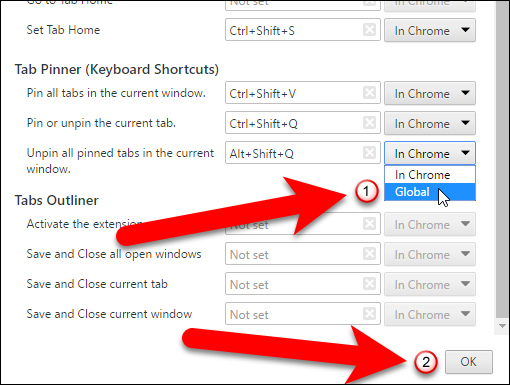 Go to Tab Home
Set Tab Home Ctrl+Shift+S In Chrome
Tab Pinner (Keyboard Shortcuts)
Pin all tabs in the current window. Ctrl+Shift+V In Chrome
Pin or unpin the current tab. Ctrl+Shift+Q In Chrome
Unpin all pinned tabs in the current Alt+Shift+Q In Chrome
window.
In Chrome
1 Global
Tabs Outliner
Activate the extension Not set In Chrome
Save and Close all open windows Not set In Chrome
Save and Close current tab Not set In Chrome
Save and Close current window Not set In Chrome
2 OK